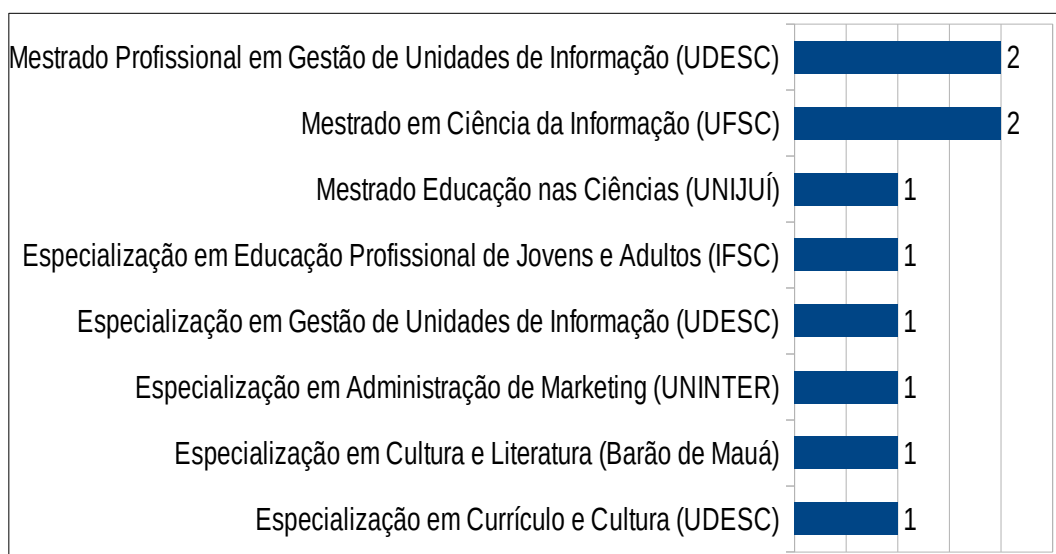 Mestrado Profissional em Gestão de Unidades de Informação (UDESC) 2
Mestrado em Ciência da Informação (UFSC) 2
Mestrado Educação nas Ciências (UNIJUÍ) 1
Especialização em Educação Profissional de Jovens e Adultos (IFSC) 1
Especialização em Gestão de Unidades de Informação (UDESC) 1
Especialização em Administração de Marketing (UNINTER) 1
Especialização em Cultura e Literatura (Barão de Mauá) 1
Especialização em Currículo e Cultura (UDESC) 1